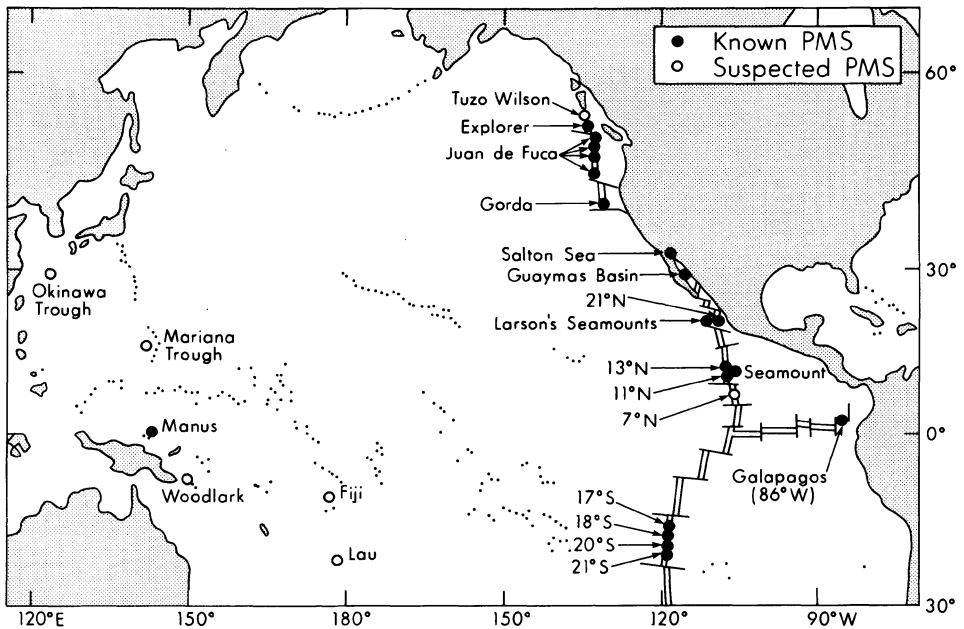 Known PMS
Suspected PMS
60°
Tuzo Wilson
Explorer
Juan de Fuca
Gorda
Salton Sea
Guaymas Basin
30°
21°N
Okinawa
Trough
Larson's Seamounts
Mariana
Trough
13°N
Seamount
11°N
7°N
Manus
0°
Galapagos
(86°W)
Woodlark
Fiji
17°S
18°S
Lau
20°S
21°S
30°
120°E
150°
180°
150°
120°
90°W